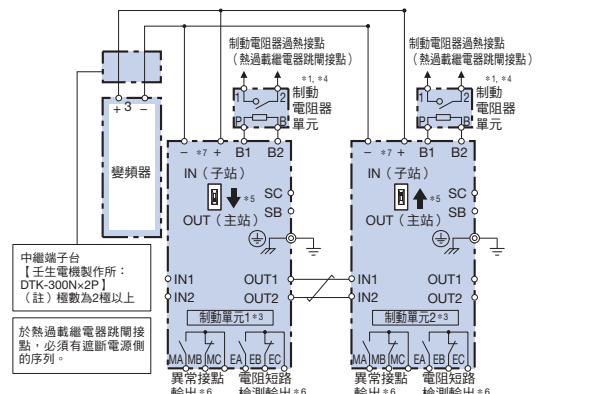 制動電阻器過熱接點
（熱過載繼電器跳閘接點）
*1, *4
1 2
制動
電阻器
單元
P B
制動電阻器過熱接點
（熱過載繼電器跳閘接點）
*1, *4
1 2
制動
電阻器
單元
P B
+ 3 −
變頻器
− *7 + B1 B2
IN（子站）
*5
OUT（主站）
SC
SB
IN1
IN2
OUT1
OUT2
制動單元1*3
MA MB MC EA EB EC
異常接點
輸出*6
電阻短路
檢測輸出*6
− *7 + B1 B2
IN（子站）
*5
OUT（主站）
SC
SB
IN1
IN2
OUT1
OUT2
制動單元2*3
MA MB MC EA EB EC
異常接點
輸出*6
電阻短路
檢測輸出*6
中繼端子台
【壬生電機製作所：
DTK-300N×2P】
（註）極數為2極以上
於熱過載繼電器跳閘接
點，必須有遮斷電源側
的序列。